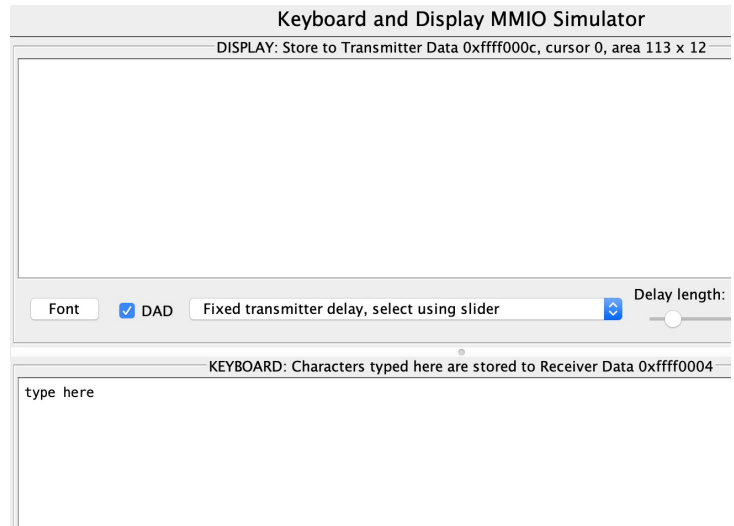 Keyboard and Display MMIO Simulator
DISPLAY: Store to Transmitter Data 0xffff000c, cursor 0, area 113 x 12
Font DAD Fixed transmitter delay, select using slider Delay length:
KEYBOARD: Characters typed here are stored to Receiver Data 0xffff0004
type here